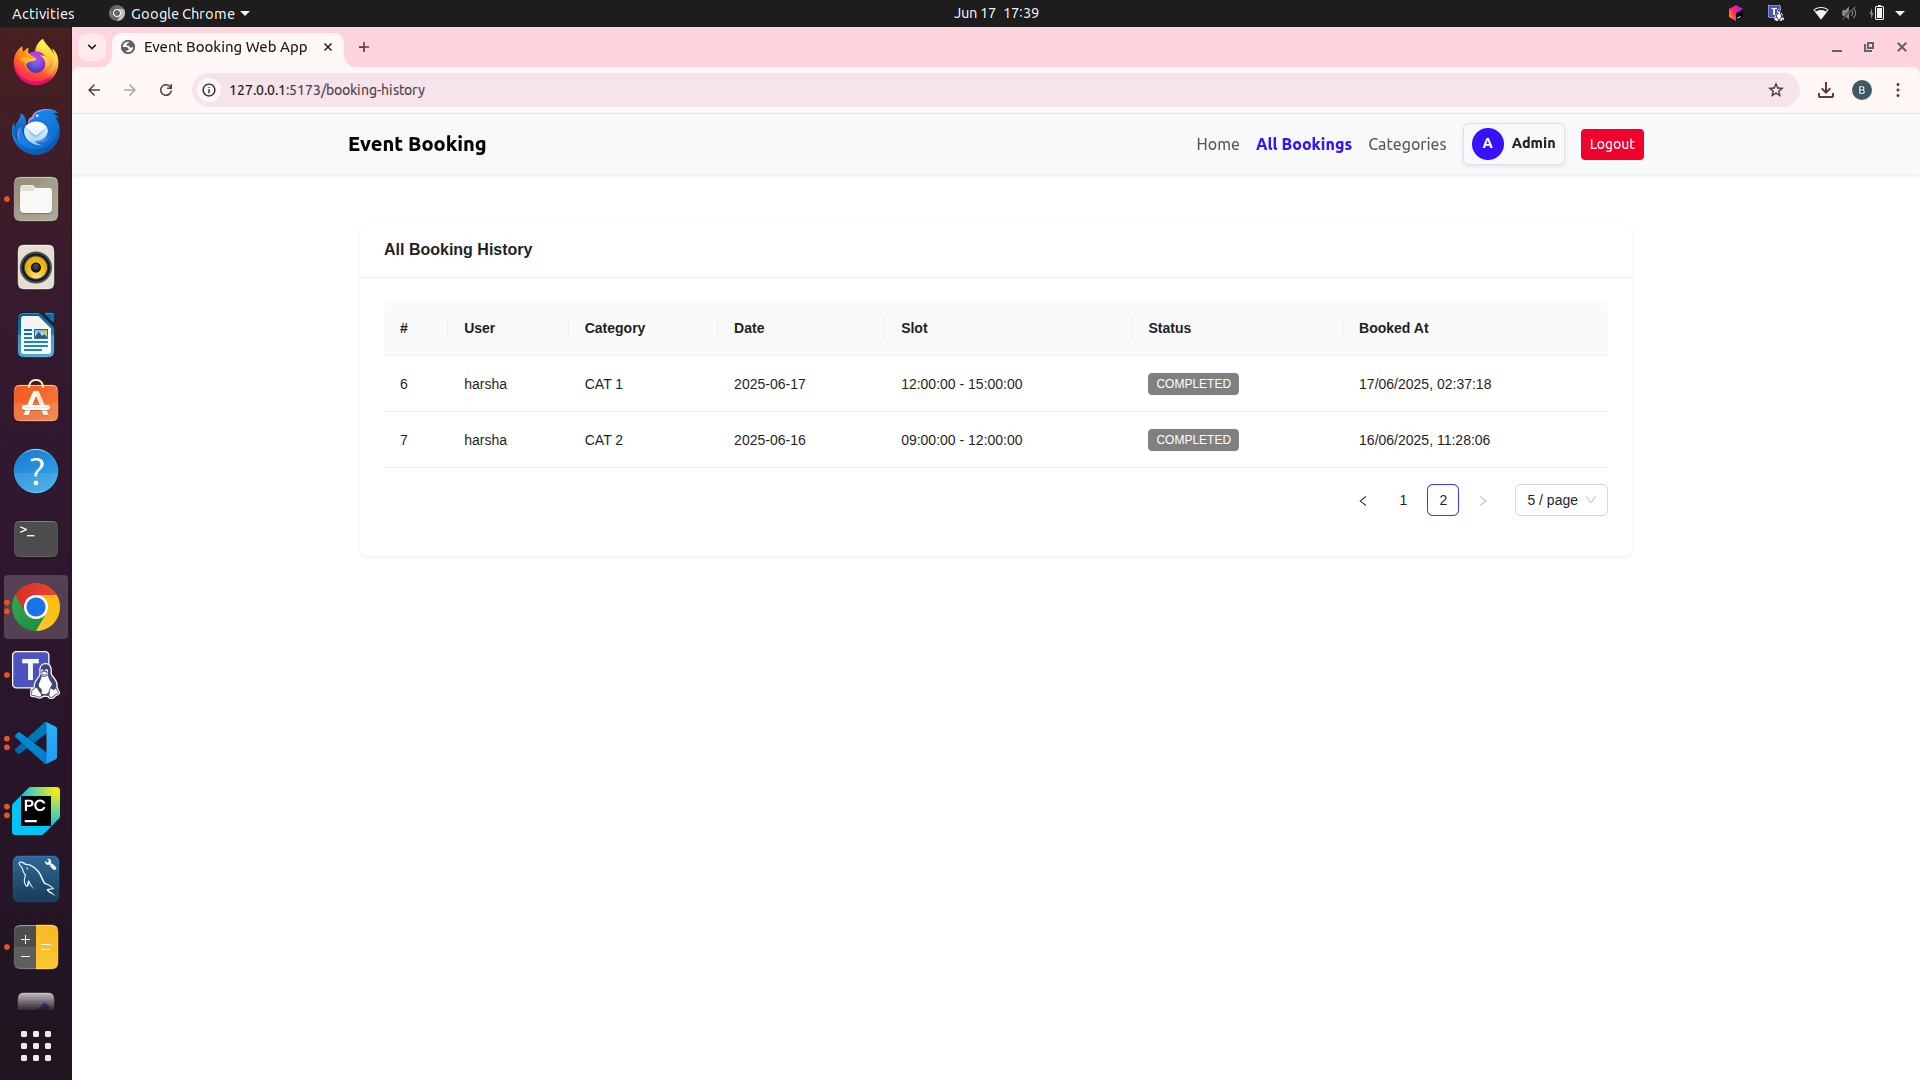 Activities
Google Chrome
Jun 17 17:39
Event Booking Web App
127.0.0.1:5173/booking-history
B
Event Booking
Home
All Bookings
Categories
A
Admin
Logout
All Booking History
# User Category Date Slot Status Booked At
6 harsha CAT 1 2025-06-17 12:00:00 - 15:00:00 COMPLETED 17/06/2025, 02:37:18
7 harsha CAT 2 2025-06-16 09:00:00 - 12:00:00 COMPLETED 16/06/2025, 11:28:06
< 1 2 > 5 / page
?
>_
T
PC